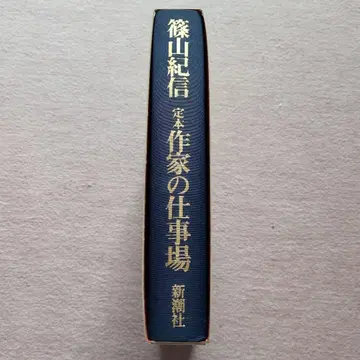 篠山紀信
定本 作家の仕事場
新潮社